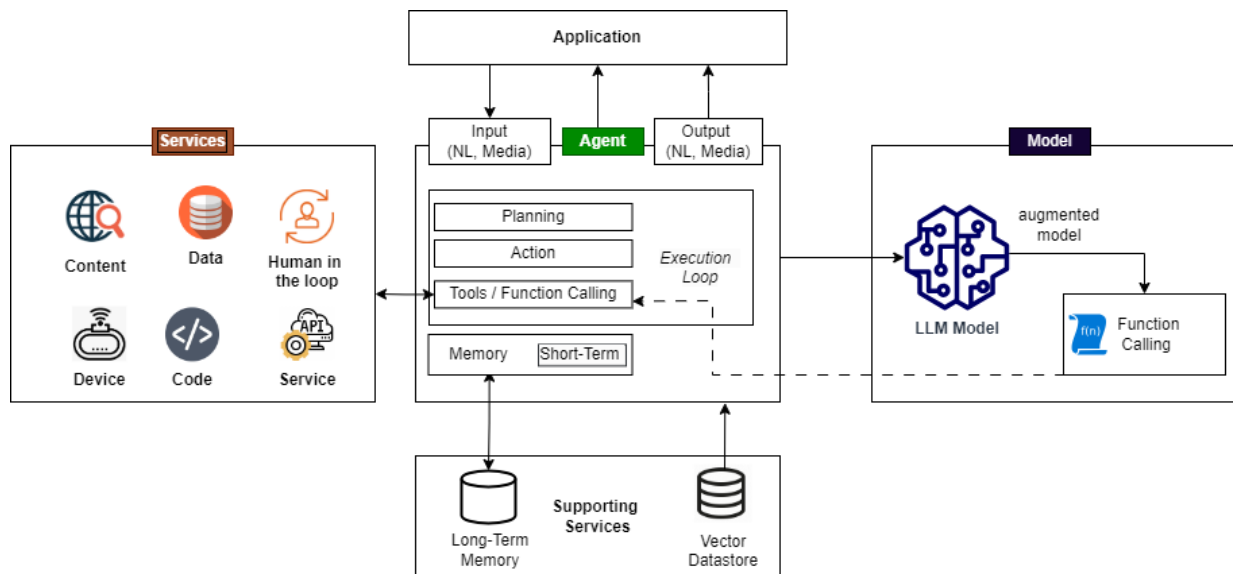 Application
Input
(NL, Media)
Agent
Output
(NL, Media)
Services
Content
Data
Human in
the loop
Device
Code
API
Service
Planning
Action
Tools / Function Calling
Execution
Loop
Memory
Short-Term
Model
LLM Model
augmented
model
f(n)
Function
Calling
Long-Term
Memory
Supporting
Services
Vector
Datastore